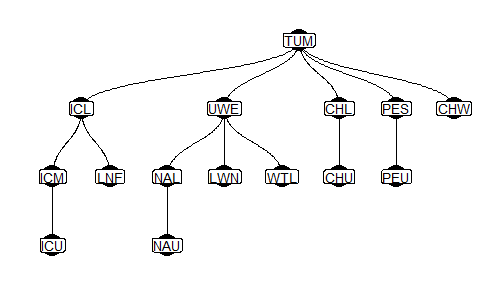 TUM
ICL UWE CHL PES CHW
ICM LNF NAL LWN WTL CHU PEU
ICU NAU